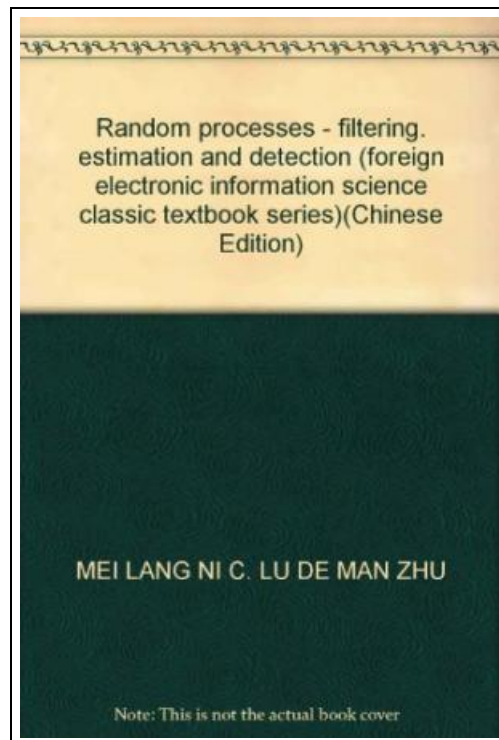 Random processes - filtering.
estimation and detection (foreign
electronic information science
classic textbook series)(Chinese
Edition)
MEI LANG NI C. LU DE MAN ZHU
Note: This is not the actual book cover